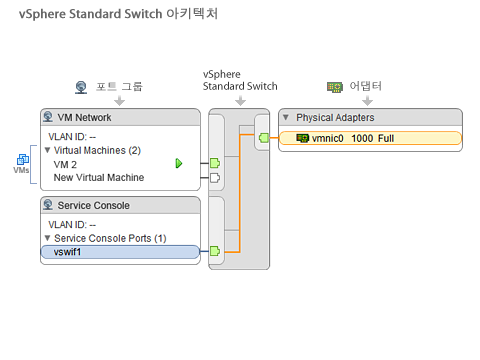 vSphere Standard Switch 아키텍처
포트 그룹
vSphere
Standard Switch
어댑터
VM Network
VLAN ID: --
Virtual Machines (2)
VM 2
New Virtual Machine
VMs
Service Console
VLAN ID: --
Service Console Ports (1)
vswif1
Physical Adapters
vmnic0 1000 Full